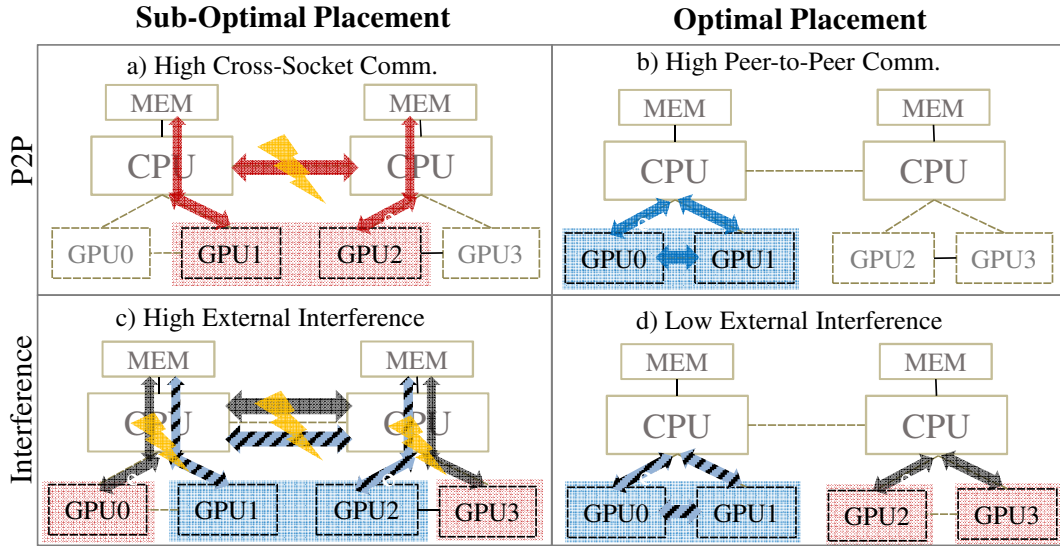 Sub-Optimal Placement
Optimal Placement
P2P
a) High Cross-Socket Comm.
MEM MEM
CPU CPU
GPU0 GPU1 GPU2 GPU3
b) High Peer-to-Peer Comm.
MEM MEM
CPU CPU
GPU0 GPU1 GPU2 GPU3
Interference
c) High External Interference
MEM MEM
CPU CPU
GPU0 GPU1 GPU2 GPU3
d) Low External Interference
MEM MEM
CPU CPU
GPU0 GPU1 GPU2 GPU3